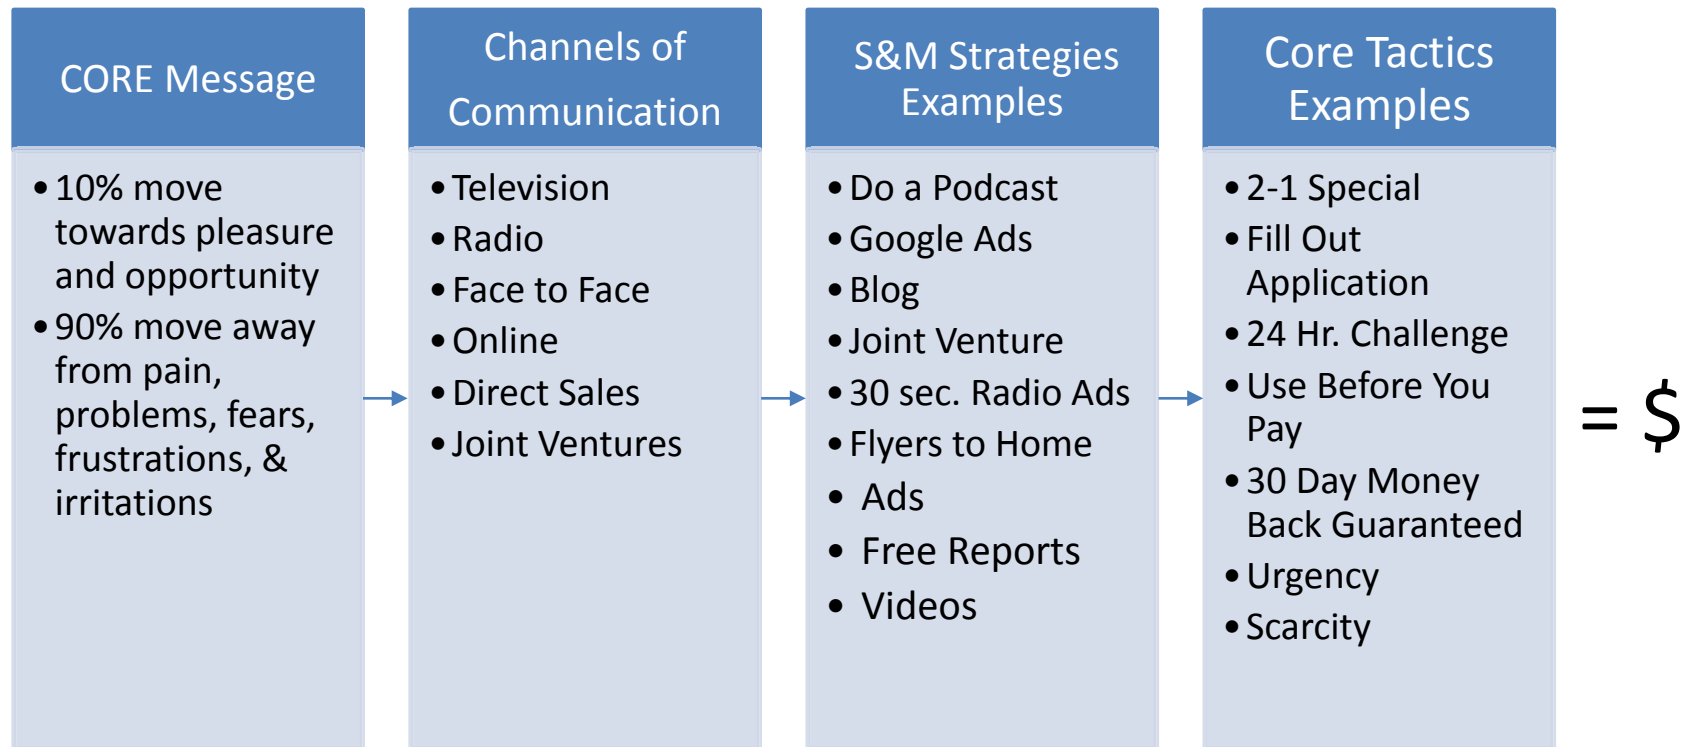 CORE Message
• 10% move
towards pleasure
and opportunity
• 90% move away
from pain,
problems, fears,
frustrations, &
irritations
Channels of
Communication
• Television
• Radio
• Face to Face
• Online
• Direct Sales
• Joint Ventures
S&M Strategies
Examples
• Do a Podcast
• Google Ads
• Blog
• Joint Venture
• 30 sec. Radio Ads
• Flyers to Home
• Ads
• Free Reports
• Videos
Core Tactics
Examples
• 2-1 Special
• Fill Out
Application
• 24 Hr. Challenge
• Use Before You
Pay
• 30 Day Money
Back Guaranteed
• Urgency
• Scarcity
= $